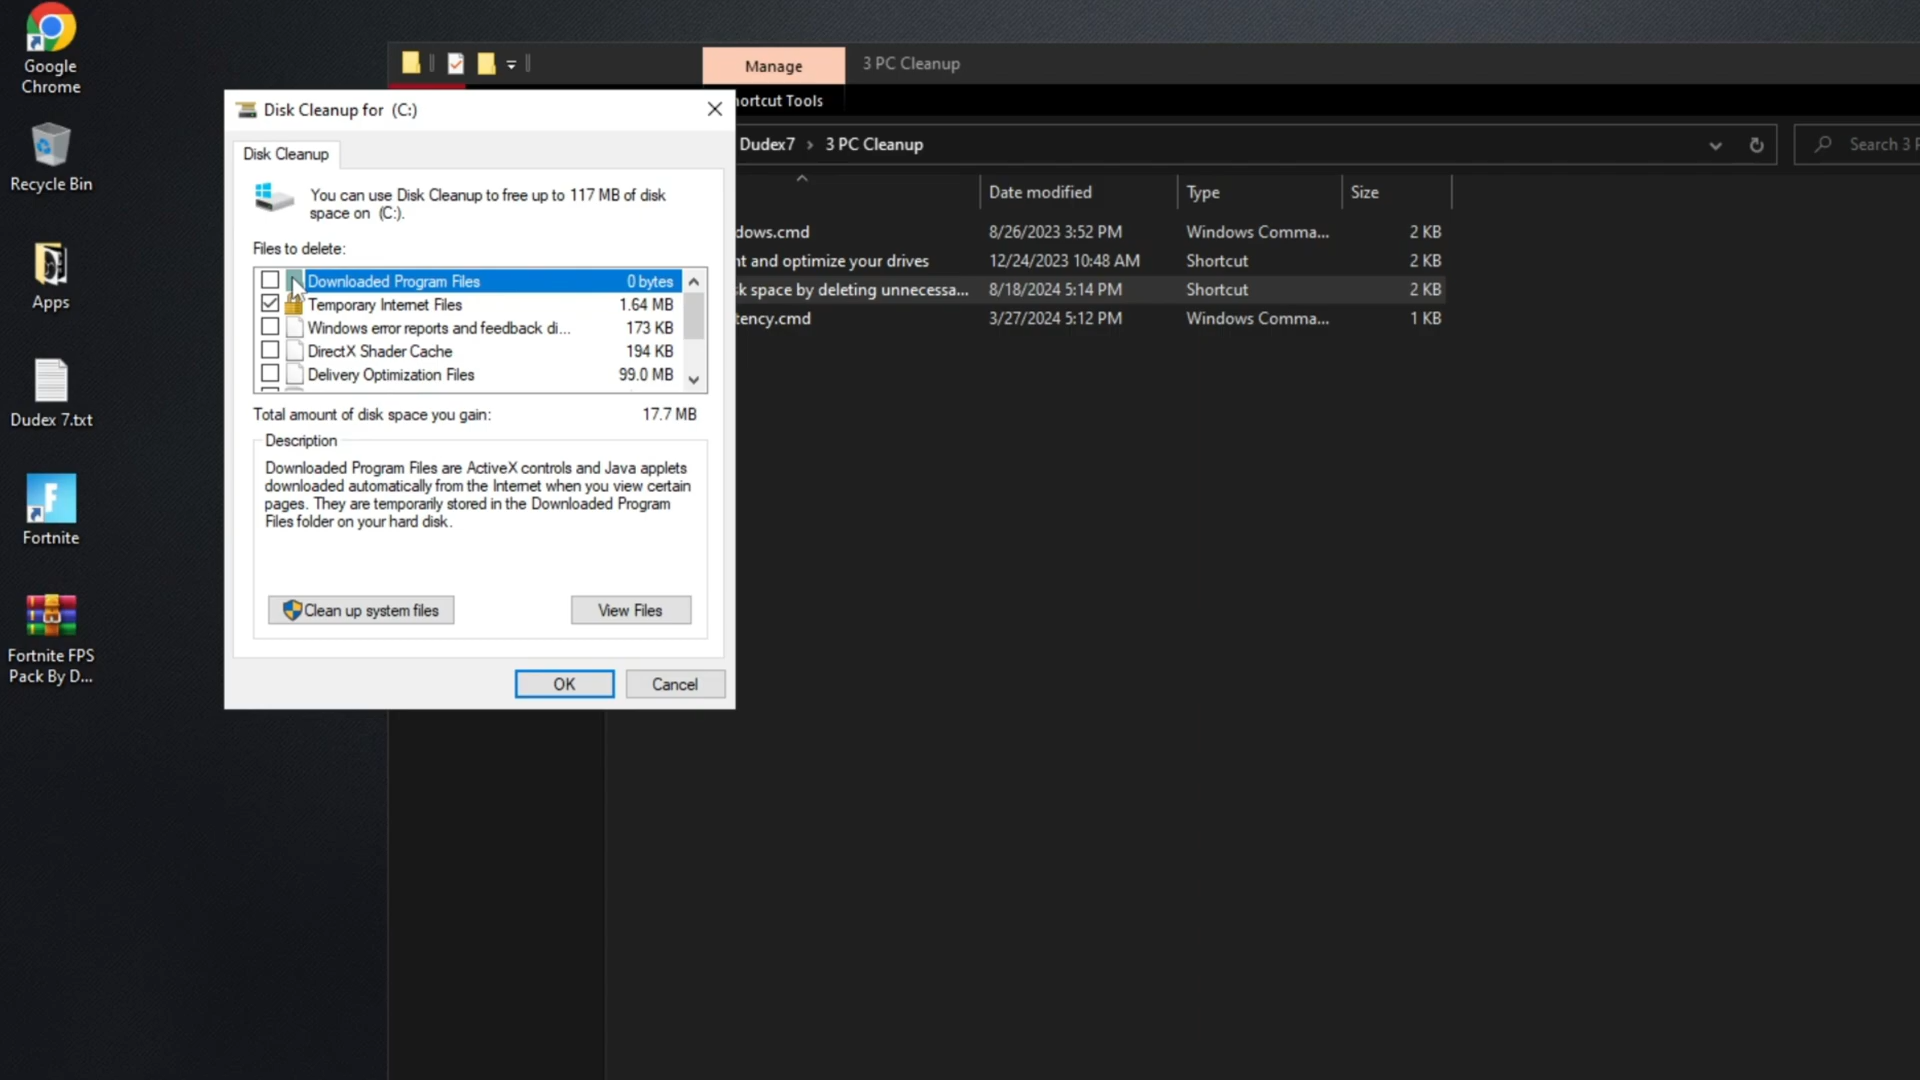 Google
Chrome
Recycle Bin
Apps
Dudex 7.txt
Fortnite
Fortnite FPS
Pack By D...
Manage
3 PC Cleanup
hortcut Tools
Dudex7 › 3 PC Cleanup
Search 3 P
Date modified
Type
Size
dows.cmd
8/26/2023 3:52 PM
Windows Comma...
2 KB
nt and optimize your drives
12/24/2023 10:48 AM
Shortcut
2 KB
sk space by deleting unnecessa...
8/18/2024 5:14 PM
Shortcut
2 KB
tency.cmd
3/27/2024 5:12 PM
Windows Comma...
1 KB
Disk Cleanup for (C:)
Disk Cleanup
You can use Disk Cleanup to free up to 117 MB of disk
space on (C:).
Files to delete:
Downloaded Program Files 0 bytes
Temporary Internet Files 1.64 MB
Windows error reports and feedback di... 173 KB
DirectX Shader Cache 194 KB
Delivery Optimization Files 99.0 MB
Total amount of disk space you gain: 17.7 MB
Description
Downloaded Program Files are ActiveX controls and Java applets
downloaded automatically from the Internet when you view certain
pages. They are temporarily stored in the Downloaded Program
Files folder on your hard disk.
Clean up system files
View Files
OK
Cancel